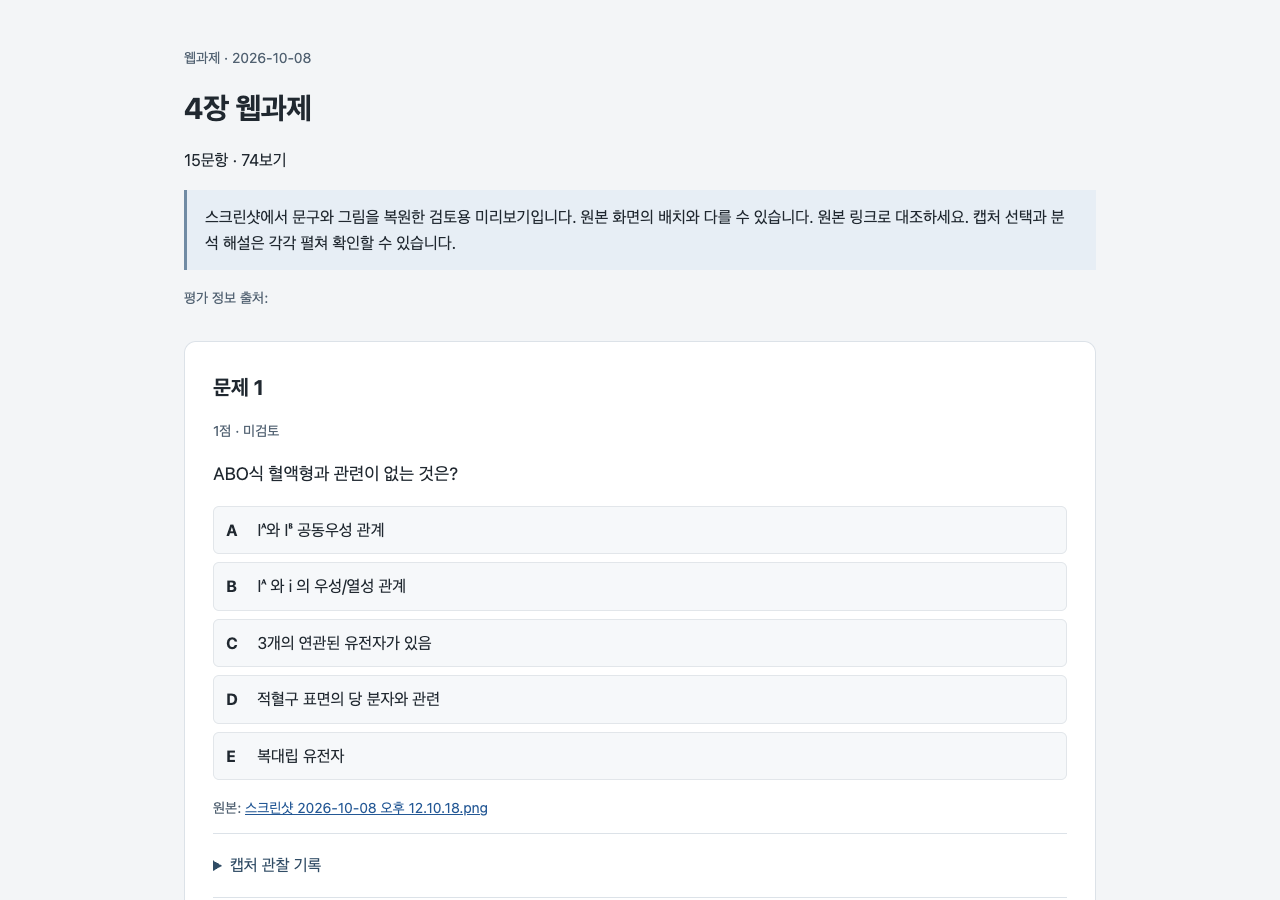 웹과제 · 2026-10-08
4장 웹과제
15문항 · 74보기
스크린샷에서 문구와 그림을 복원한 검토용 미리보기입니다. 원본 화면의 배치와 다를 수 있습니다. 원본 링크로 대조하세요. 캡처 선택과 분
석 해설은 각각 펼쳐 확인할 수 있습니다.
평가 정보 출처:
문제 1
1점 · 미검토
ABO식 혈액형과 관련이 없는 것은?
A Iᴬ와 Iᴮ 공동우성 관계
B Iᴬ 와 i 의 우성/열성 관계
C 3개의 연관된 유전자가 있음
D 적혈구 표면의 당 분자와 관련
E 복대립 유전자
원본: 스크린샷 2026-10-08 오후 12.10.18.png
▶ 캡처 관찰 기록